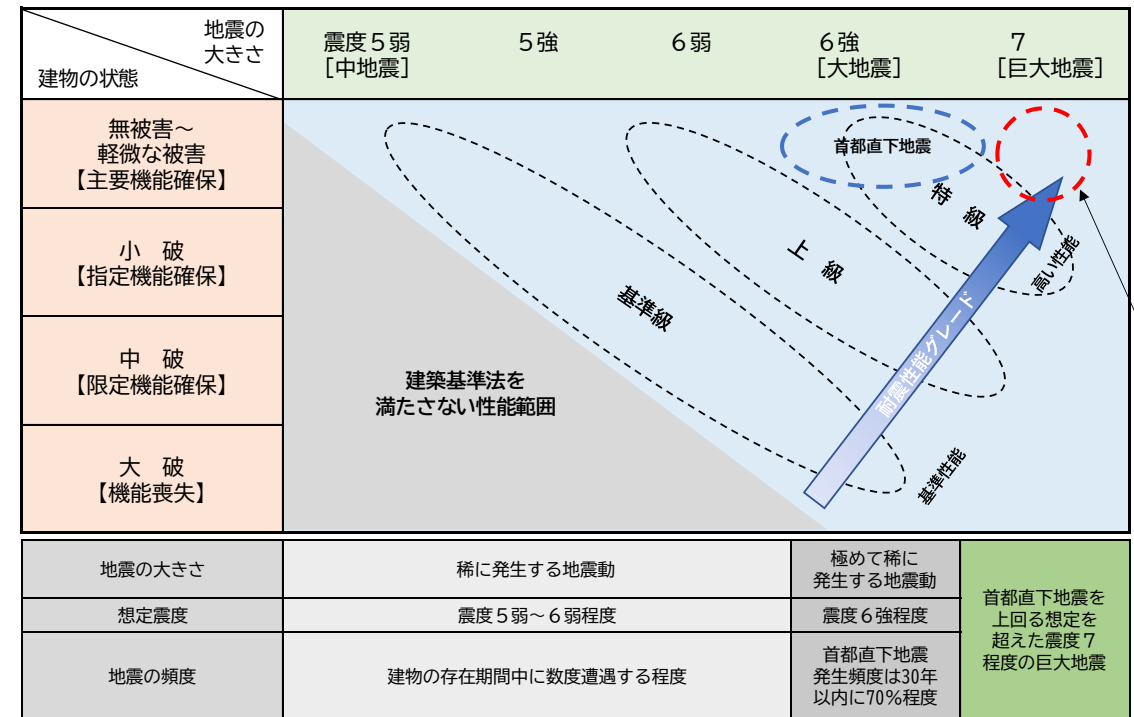 地震の
大きさ
建物の状態
震度５弱
[中地震]
５強
６弱
６強
[大地震]
７
[巨大地震]
無被害～
軽微な被害
【主要機能確保】
小　破
【指定機能確保】
中　破
【限定機能確保】
大　破
【機能喪失】
首都直下地震
特　級
上　級
基準級
高い性能
耐震性能グレード
基準性能
建築基準法を
満たさない性能範囲
地震の大きさ
稀に発生する地震動
極めて稀に
発生する地震動
首都直下地震を
上回る想定を
超えた震度７
程度の巨大地震
想定震度
震度５弱～６弱程度
震度６強程度
地震の頻度
建物の存在期間中に数度遭遇する程度
首都直下地震
発生頻度は30年
以内に70％程度